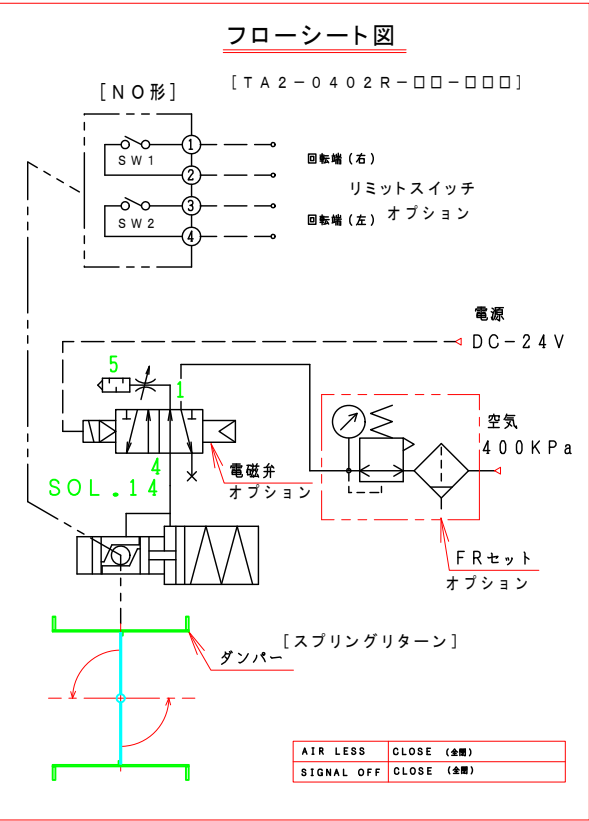 フローシート図
[TA2-0402R-□□-□□□]
[NO形]
SW1
1
2
回転端(右)
リミットスイッチ
オプション
SW2
3
4
回転端(左)
電源
DC-24V
5
1
空気
400KPa
4
SOL.14
電磁弁
オプション
FRセット
オプション
[スプリングリターン]
ダンパー
AIR LESS CLOSE (全閉)
SIGNAL OFF CLOSE (全閉)